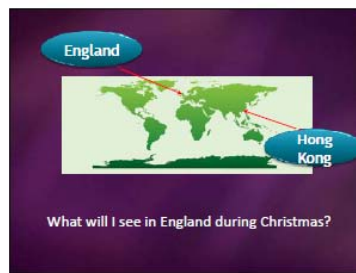 England
Hong
Kong
What will I see in England during Christmas?